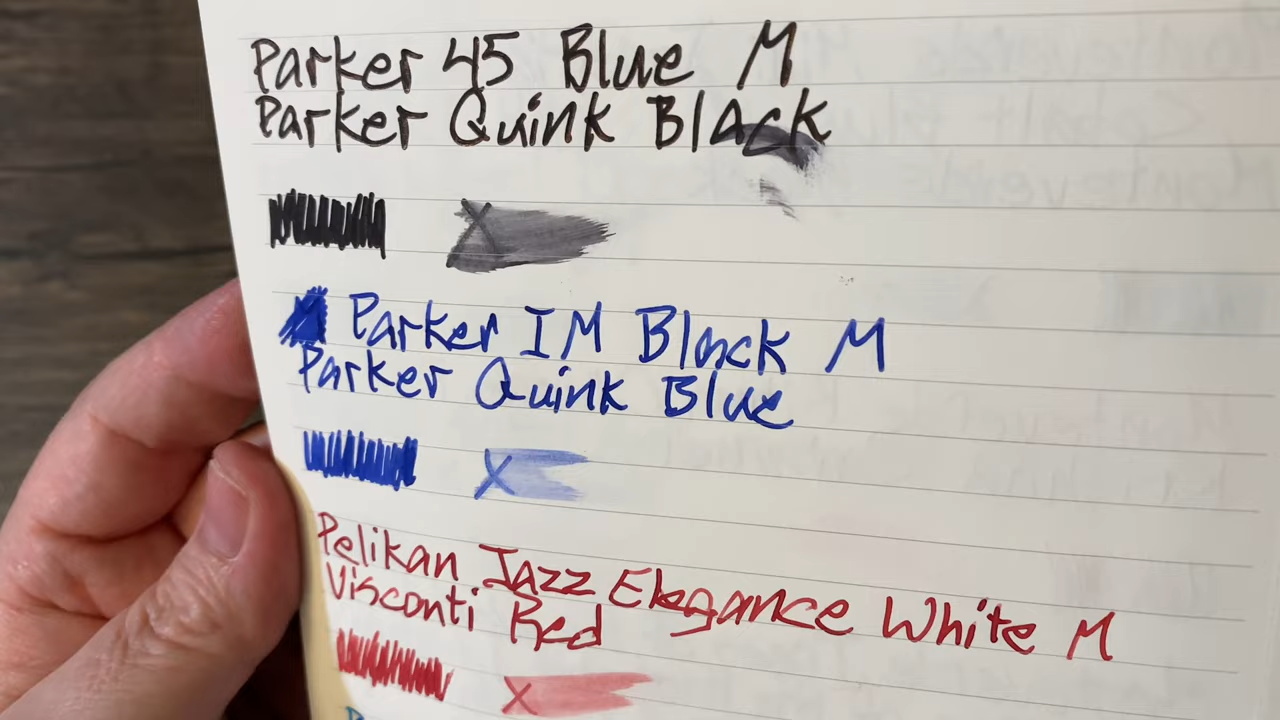 Parker 45 Blue M
Parker Quink Black
X
Parker IM Black M
Parker Quink Blue
X
Pelikan Jazz Elegance White M
Visconti Red
X